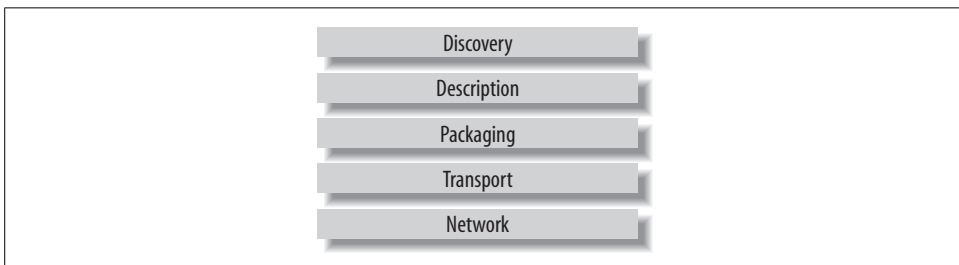 Discovery
Description
Packaging
Transport
Network